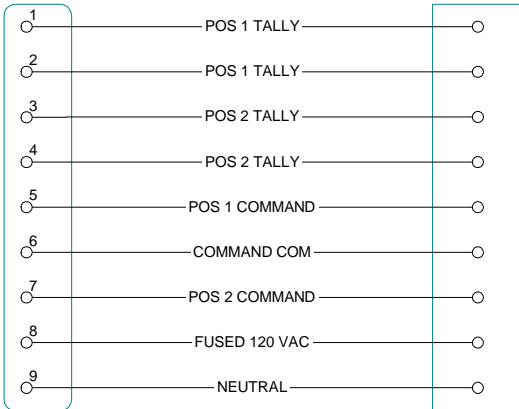 1 POS 1 TALLY
2 POS 1 TALLY
3 POS 2 TALLY
4 POS 2 TALLY
5 POS 1 COMMAND
6 COMMAND COM
7 POS 2 COMMAND
8 FUSED 120 VAC
9 NEUTRAL